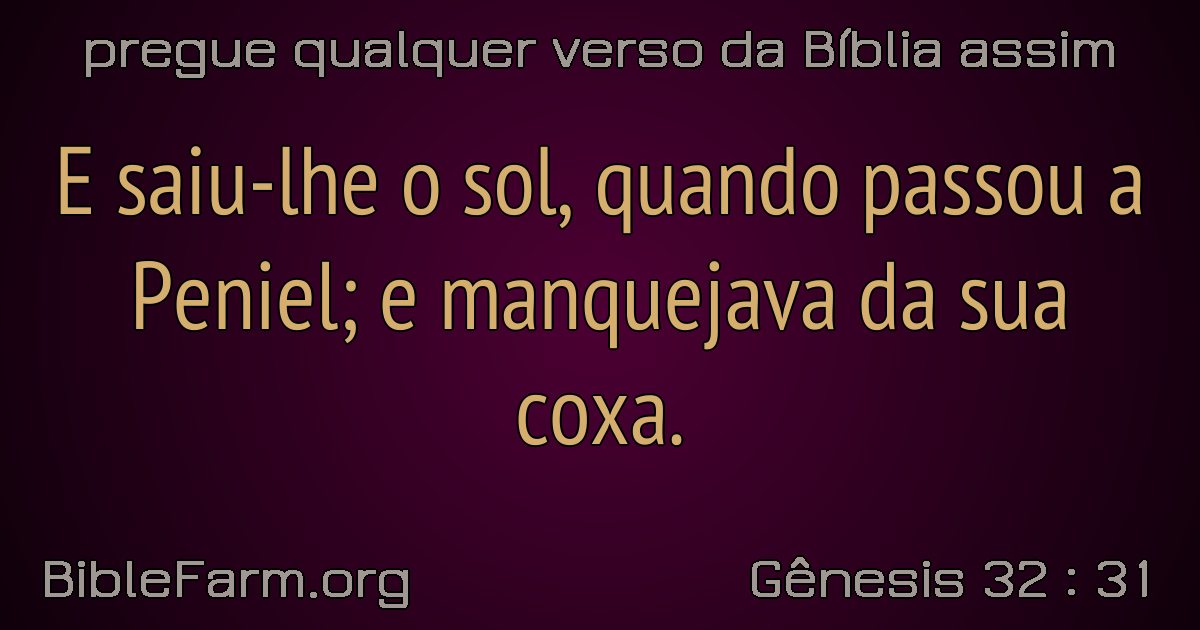 pregue qualquer verso da Bíblia assim
E saiu-lhe o sol, quando passou a
Peniel; e manquejava da sua
coxa.
BibleFarm.org
Gênesis 32 : 31